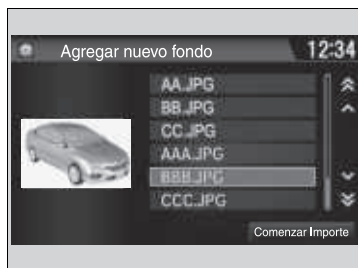 Agregar nuevo fondo
12:34
AA.JPG
BB.JPG
CC.JPG
AAA.JPG
BBB.JPG
CCC.JPG
Comenzar Importe